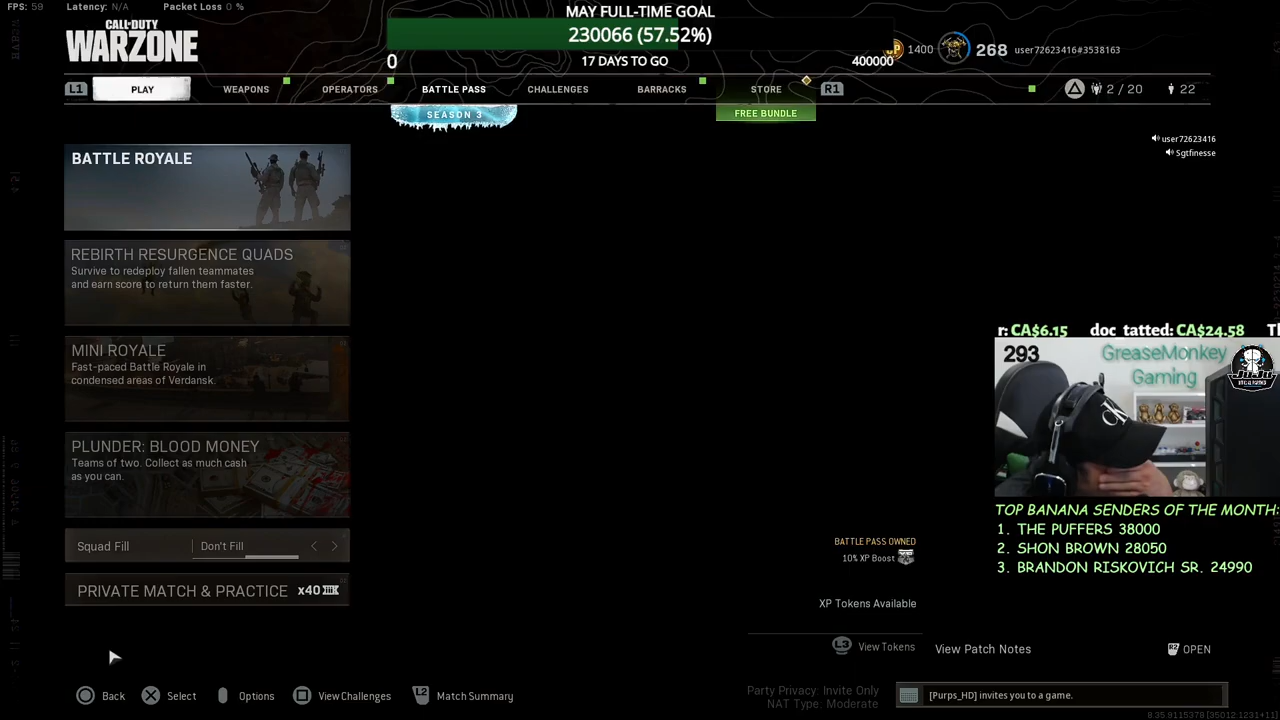 FPS: 59 Latency: N/A Packet Loss 0 %
CALL OF DUTY
WARZONE
MAY FULL-TIME GOAL
230066 (57.52%)
0 17 DAYS TO GO 400000
1400 268 user72623416#3538163
L1 PLAY WEAPONS OPERATORS BATTLE PASS CHALLENGES BARRACKS STORE R1 2 / 20 22
SEASON 3 FREE BUNDLE
user72623416
Sgtfinesse
BATTLE ROYALE
REBIRTH RESURGENCE QUADS
Survive to redeploy fallen teammates
and earn score to return them faster.
MINI ROYALE
Fast-paced Battle Royale in
condensed areas of Verdansk.
PLUNDER: BLOOD MONEY
Teams of two. Collect as much cash
as you can.
Squad Fill Don't Fill
PRIVATE MATCH & PRACTICE x40
r: CA$6.15 doc_tatted: CA$24.58 T
293
GreaseMonkey
Gaming
TOP BANANA SENDERS OF THE MONTH:
1. THE PUFFERS 38000
2. SHON BROWN 28050
3. BRANDON RISKOVICH SR. 24990
BATTLE PASS OWNED
10% XP Boost
XP Tokens Available
L3 View Tokens
View Patch Notes R2 OPEN
Back Select Options View Challenges L2 Match Summary
Party Privacy: Invite Only
NAT Type: Moderate
[Purps_HD] invites you to a game.